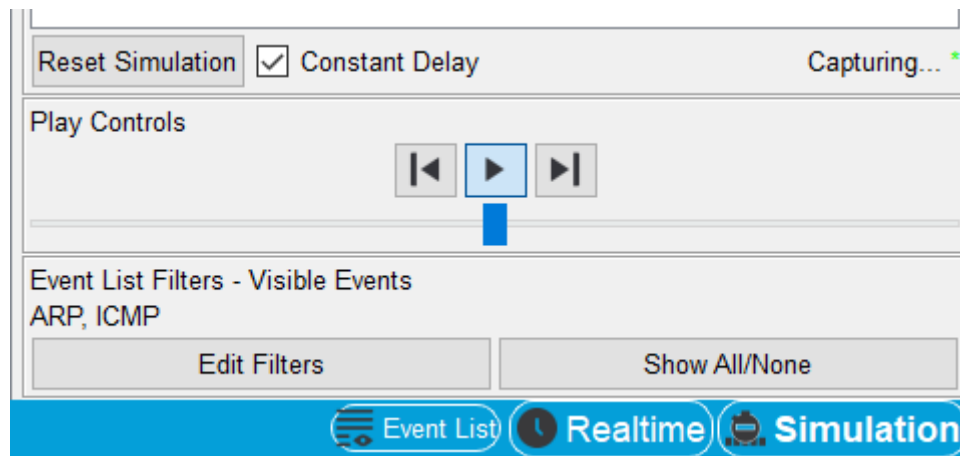 Reset Simulation Constant Delay Capturing... *
Play Controls
Event List Filters - Visible Events
ARP, ICMP
Edit Filters Show All/None
Event List Realtime Simulation